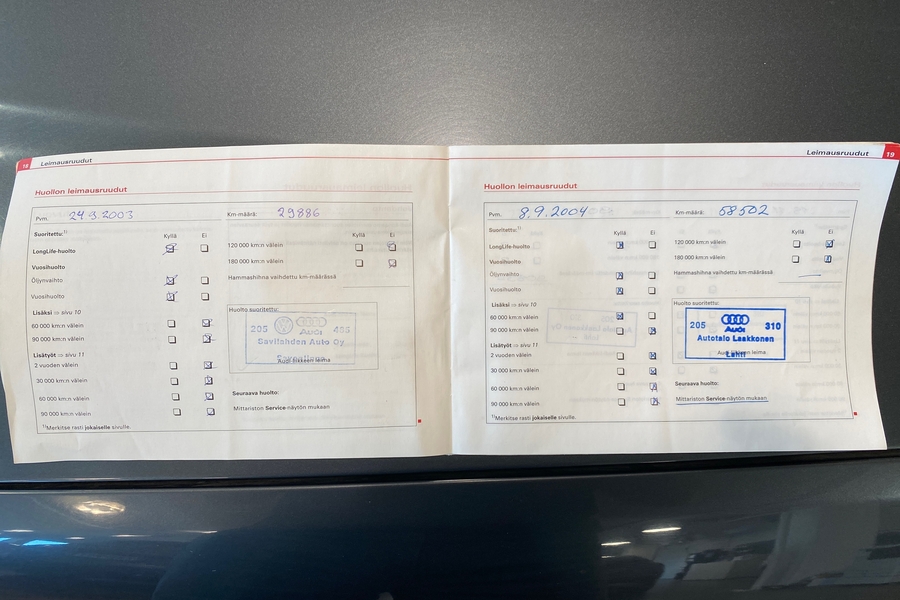 18 Leimausruudut
Huollon leimausruudut
Pvm. 24.9.2003 Km-määrä: 29886
Suoritettu:1)
Kyllä Ei
LongLife-huolto
Vuosihuolto
Öljynvaihto
Vuosihuolto
Lisäksi ⇒ sivu 10
60 000 km:n välein
90 000 km:n välein
Lisätyöt ⇒ sivu 11
2 vuoden välein
30 000 km:n välein
60 000 km:n välein
90 000 km:n välein
1)Merkitse rasti jokaiselle sivulle.
Kyllä Ei
120 000 km:n välein
180 000 km:n välein
Hammashihna vaihdettu km-määrässä
Huolto suoritettu:
205 405
Audi
Savilahden Auto Oy
Audi-liikkeen leima
Seuraava huolto:
Mittariston Service-näytön mukaan
Leimausruudut 19
Huollon leimausruudut
Pvm. 8.9.2004 Km-määrä: 58502
Suoritettu:1)
Kyllä Ei
LongLife-huolto
Vuosihuolto
Öljynvaihto
Vuosihuolto
Lisäksi ⇒ sivu 10
60 000 km:n välein
90 000 km:n välein
Lisätyöt ⇒ sivu 11
2 vuoden välein
30 000 km:n välein
60 000 km:n välein
90 000 km:n välein
1)Merkitse rasti jokaiselle sivulle.
Kyllä Ei
120 000 km:n välein
180 000 km:n välein
Hammashihna vaihdettu km-määrässä
Huolto suoritettu:
205 310
Audi
Autotalo Laakkonen
Lahti
Audi-liikkeen leima
Seuraava huolto:
Mittariston Service-näytön mukaan